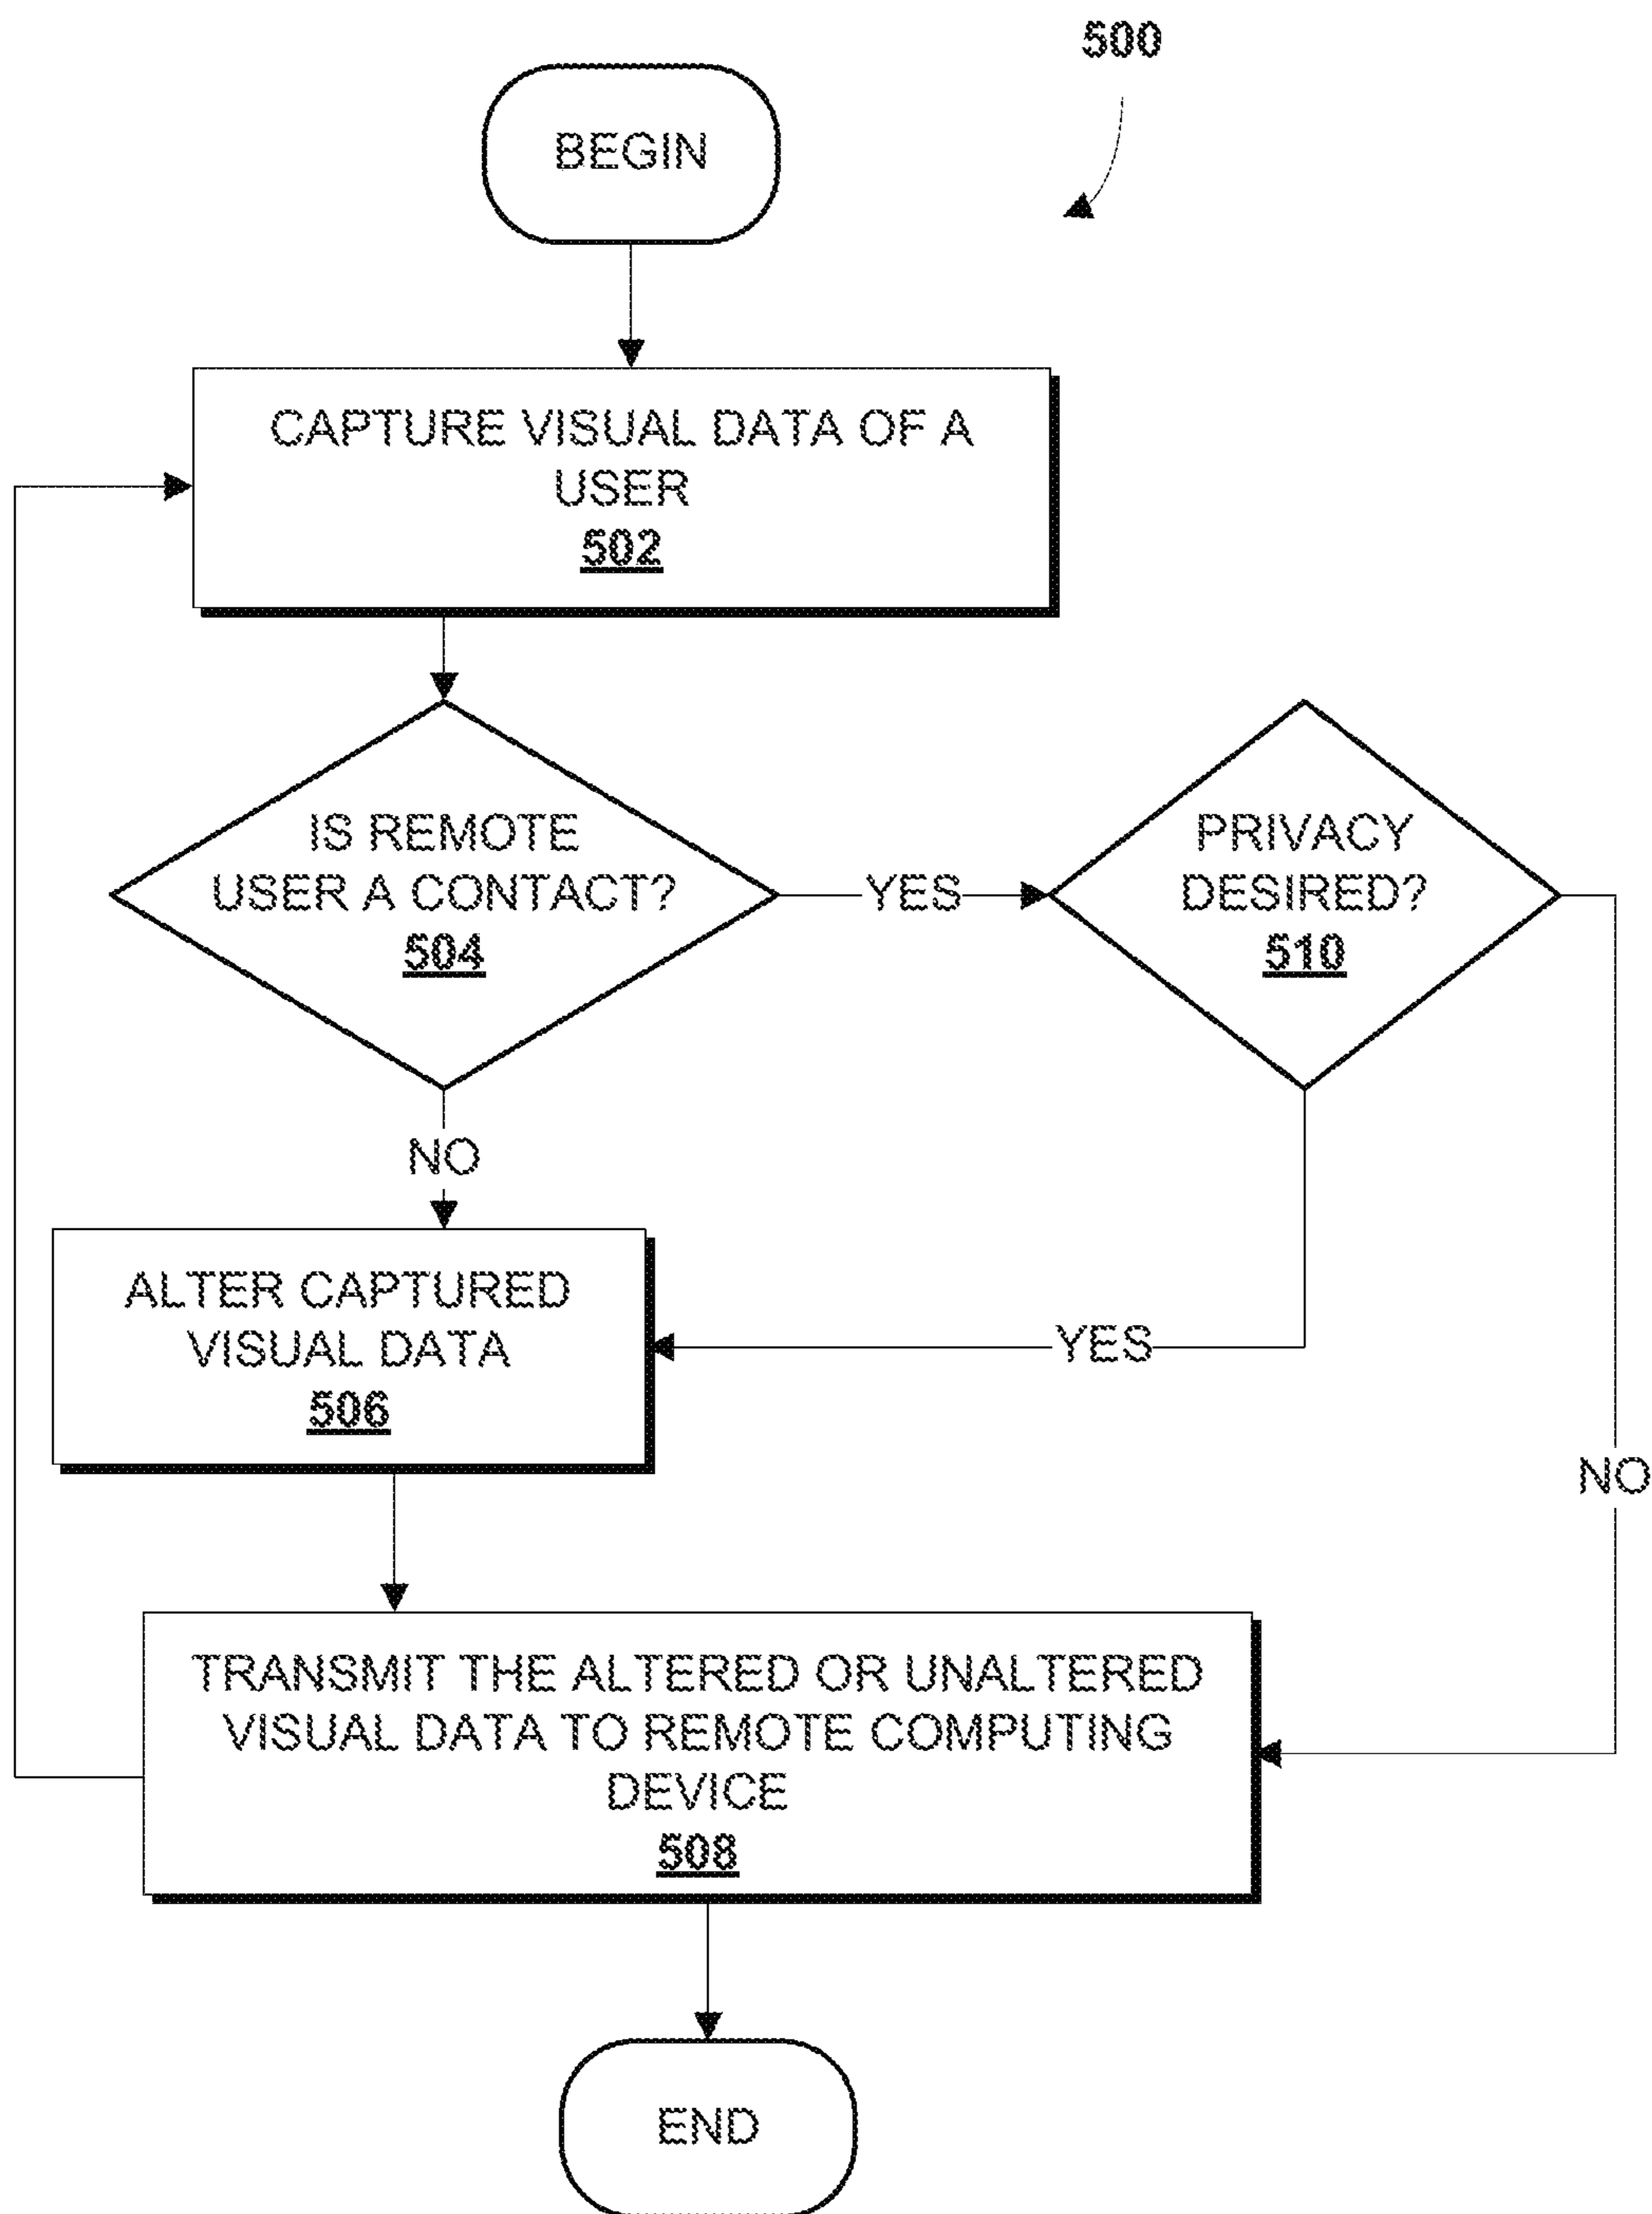 500
BEGIN
CAPTURE VISUAL DATA OF A
USER
502
IS REMOTE
USER A CONTACT?
504
YES
PRIVACY
DESIRED?
510
NO
ALTER CAPTURED
VISUAL DATA
506
YES
NO
TRANSMIT THE ALTERED OR UNALTERED
VISUAL DATA TO REMOTE COMPUTING
DEVICE
508
END